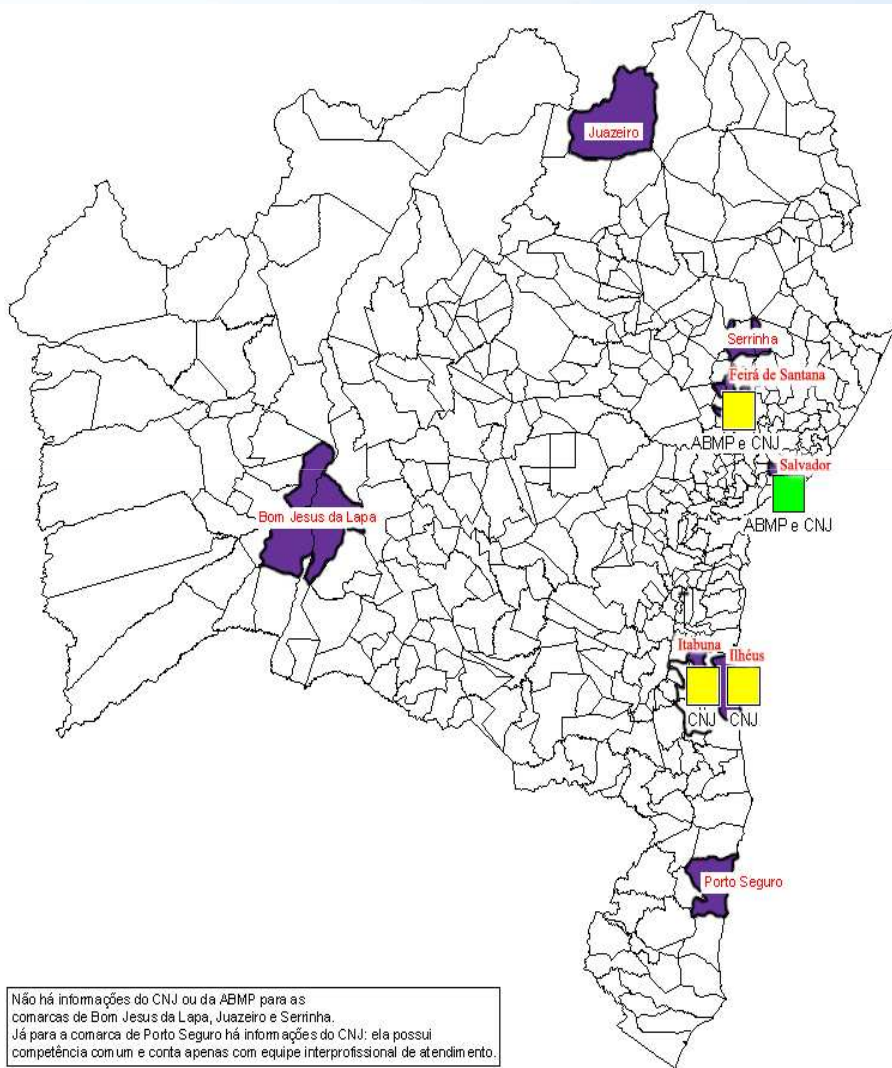 Juazeiro
Serrinha
Feirá de Santana
ABMP e CNJ
Salvador
ABMP e CNJ
Bom Jesus da Lapa
Itabuna
Ilhéus
CNJ
CNJ
Porto Seguro
Não há informações do CNJ ou da ABMP para as
comarcas de Bom Jesus da Lapa, Juazeiro e Serrinha.
Já para a comarca de Porto Seguro há informações do CNJ: ela possui
competência comum e conta apenas com equipe interprofissional de atendimento.